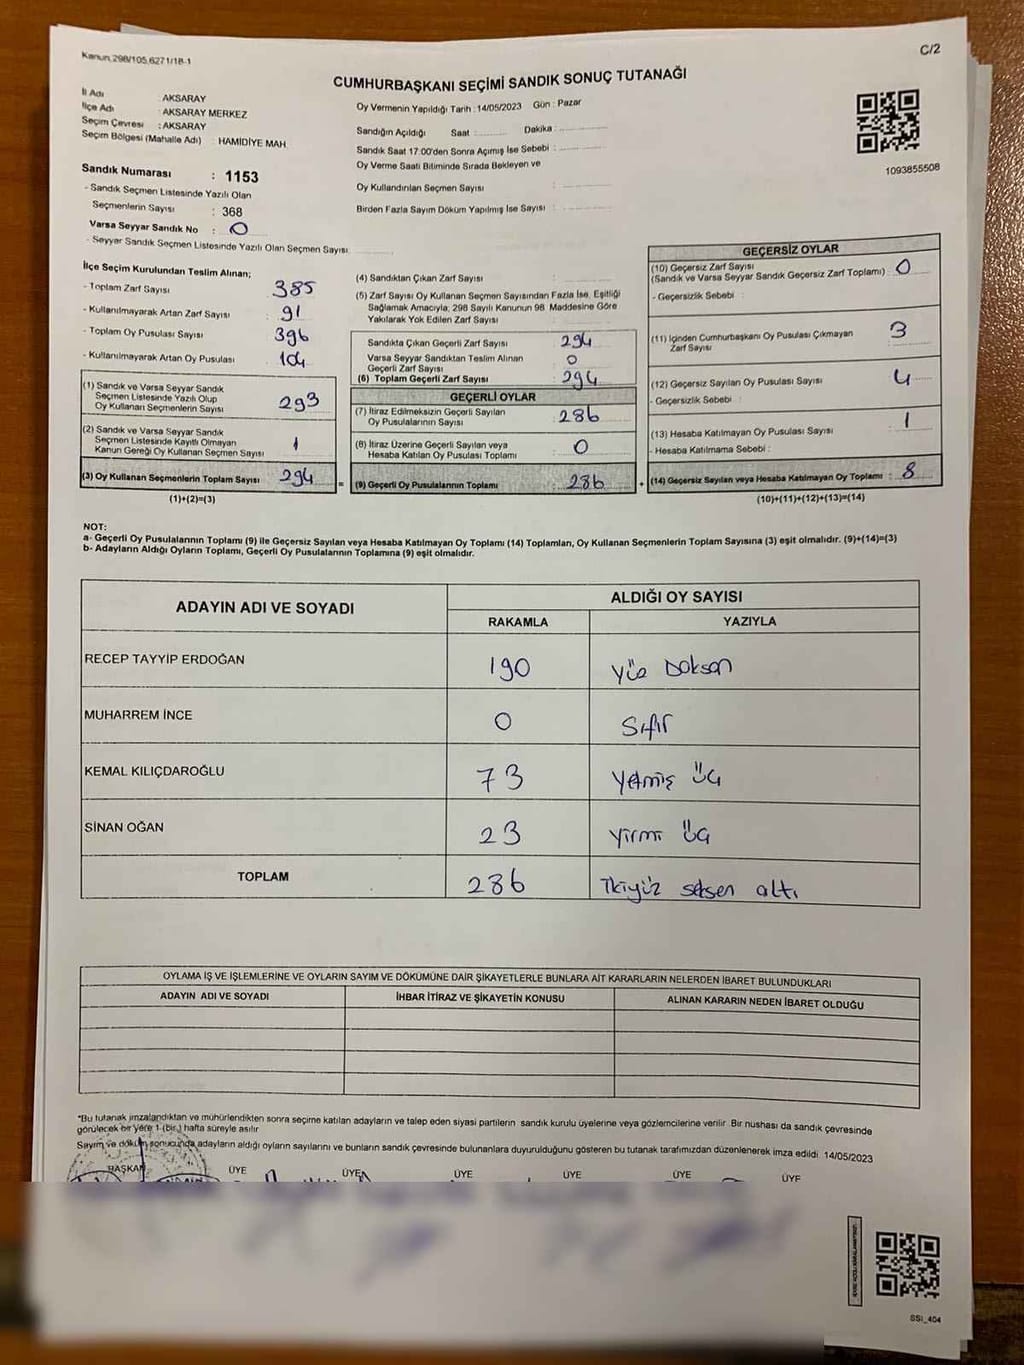 Kanun,298/105,6271/18-1
C/2
CUMHURBAŞKANI SEÇİMİ SANDIK SONUÇ TUTANAĞI
İl Adı : AKSARAY
İlçe Adı : AKSARAY MERKEZ
Seçim Çevresi : AKSARAY
Seçim Bölgesi (Mahalle Adı) : HAMİDİYE MAH.
Sandık Numarası : 1153
- Sandık Seçmen Listesinde Yazılı Olan
Seçmenlerin Sayısı : 368
Varsa Seyyar Sandık No : 0
- Seyyar Sandık Seçmen Listesinde Yazılı Olan Seçmen Sayısı
Oy Vermenin Yapıldığı Tarih : 14/05/2023 Gün : Pazar
Sandığın Açıldığı Saat : Dakika :
Sandık Saat 17:00'den Sonra Açımış İse Sebebi :
Oy Verme Saati Bitiminde Sırada Bekleyen ve
Oy Kullandırılan Seçmen Sayısı :
Birden Fazla Sayım Döküm Yapılmış İse Sayısı :
1093855508
İlçe Seçim Kurulundan Teslim Alınan;
- Toplam Zarf Sayısı : 385
- Kullanılmayarak Artan Zarf Sayısı : 91
- Toplam Oy Pusulası Sayısı : 396
- Kullanılmayarak Artan Oy Pusulası : 104
(1) Sandık ve Varsa Seyyar Sandık
Seçmen Listesinde Yazılı Olup
Oy Kullanan Seçmenlerin Sayısı : 293
(2) Sandık ve Varsa Seyyar Sandık
Seçmen Listesinde Kayıtlı Olmayan
Kanun Gereği Oy Kullanan Seçmen Sayısı : 1
(3) Oy Kullanan Seçmenlerin Toplam Sayısı : 294
(1)+(2)=(3)
(4) Sandıktan Çıkan Zarf Sayısı :
(5) Zarf Sayısı Oy Kullanan Seçmen Sayısından Fazla İse, Eşitliği
Sağlamak Amacıyla, 298 Sayılı Kanunun 98. Maddesine Göre
Yakılarak Yok Edilen Zarf Sayısı :
Sandıkta Çıkan Geçerli Zarf Sayısı : 294
Varsa Seyyar Sandıktan Teslim Alınan
Geçerli Zarf Sayısı : 0
(6) Toplam Geçerli Zarf Sayısı : 294
GEÇERLİ OYLAR
(7) İtiraz Edilmeksizin Geçerli Sayılan
Oy Pusulalarının Sayısı : 286
(8) İtiraz Üzerine Geçerli Sayılan veya
Hesaba Katılan Oy Pusulası Toplamı : 0
= (9) Geçerli Oy Pusulalarının Toplamı : 286 +
GEÇERSİZ OYLAR
(10) Geçersiz Zarf Sayısı
(Sandık ve Varsa Seyyar Sandık Geçersiz Zarf Toplamı) : 0
- Geçersizlik Sebebi :
(11) İçinden Cumhurbaşkanı Oy Pusulası Çıkmayan
Zarf Sayısı : 3
(12) Geçersiz Sayılan Oy Pusulası Sayısı : 4
- Geçersizlik Sebebi :
(13) Hesaba Katılmayan Oy Pusulası Sayısı : 1
- Hesaba Katılmama Sebebi :
(14) Geçersiz Sayılan veya Hesaba Katılmayan Oy Toplamı : 8
(10)+(11)+(12)+(13)=(14)
NOT:
a- Geçerli Oy Pusulalarının Toplamı (9) ile Geçersiz Sayılan veya Hesaba Katılmayan Oy Toplamı (14) Toplamları, Oy Kullanan Seçmenlerin Toplam Sayısına (3) eşit olmalıdır. (9)+(14)=(3)
b- Adayların Aldığı Oyların Toplamı, Geçerli Oy Pusulalarının Toplamına (9) eşit olmalıdır.
ADAYIN ADI VE SOYADI ALDIĞI OY SAYISI
RAKAMLA YAZIYLA
RECEP TAYYİP ERDOĞAN 190 Yüz Doksan
MUHARREM İNCE 0 Sıfır
KEMAL KILIÇDAROĞLU 73 Yetmiş Üç
SİNAN OĞAN 23 Yirmi Üç
TOPLAM 286 İkiyüz seksen altı
OYLAMA İŞ VE İŞLEMLERİNE VE OYLARIN SAYIM VE DÖKÜMÜNE DAİR ŞİKAYETLERLE BUNLARA AİT KARARLARIN NELERDEN İBARET BULUNDUKLARI
ADAYIN ADI VE SOYADI İHBAR İTİRAZ VE ŞİKAYETİN KONUSU ALINAN KARARIN NEDEN İBARET OLDUĞU
*Bu tutanak imzalandıktan ve mühürlendikten sonra seçime katılan adayların ve talep eden siyasi partilerin sandık kurulu üyelerine veya gözlemcilerine verilir. Bir nushası da sandık çevresinde
görülecek bir yere 1 (bir) hafta süreyle asılır.
Sayım ve döküm sonucunda adayların aldığı oyların sayılarını ve bunların sandık çevresinde bulunanlara duyurulduğunu gösteren bu tutanak tarafımızdan düzenlenerek imza edildi. 14/05/2023
BAŞKAN ÜYE ÜYE ÜYE ÜYE ÜYE ÜYE
SSI_404